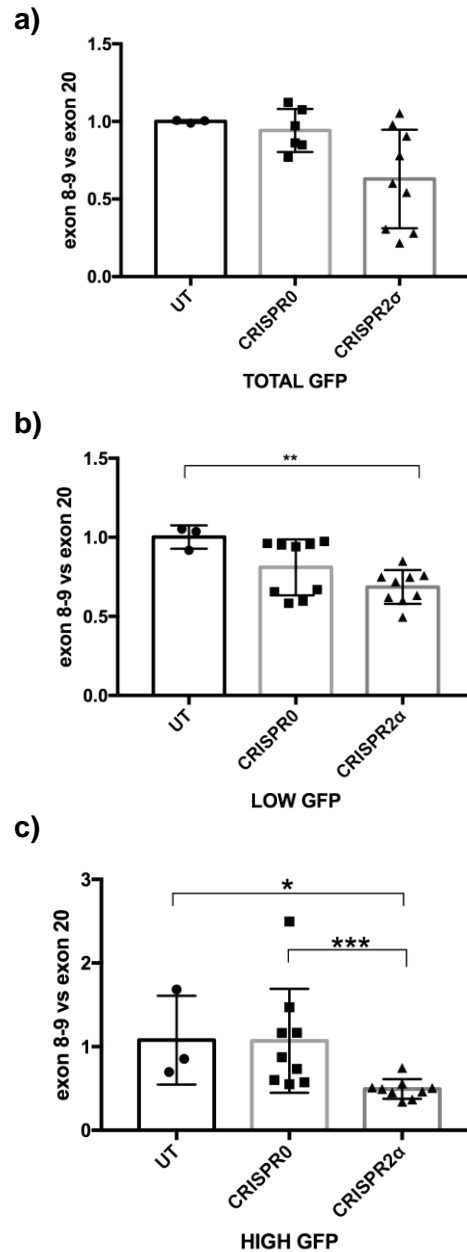 a)
exon 8-9 vs exon 20
1.5
1.0
0.5
0.0
UT
CRISPR0
CRISPR2σ
TOTAL GFP
b)
exon 8-9 vs exon 20
1.5
1.0
0.5
0.0
**
UT
CRISPR0
CRISPR2α
LOW GFP
c)
exon 8-9 vs exon 20
3
2
1
0
*
***
UT
CRISPR0
CRISPR2α
HIGH GFP